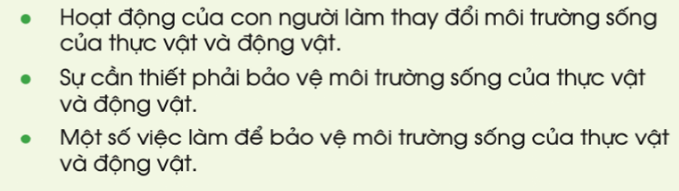 • Hoạt động của con người làm thay đổi môi trường sống
của thực vật và động vật.
• Sự cần thiết phải bảo vệ môi trường sống của thực vật
và động vật.
• Một số việc làm để bảo vệ môi trường sống của thực vật
và động vật.